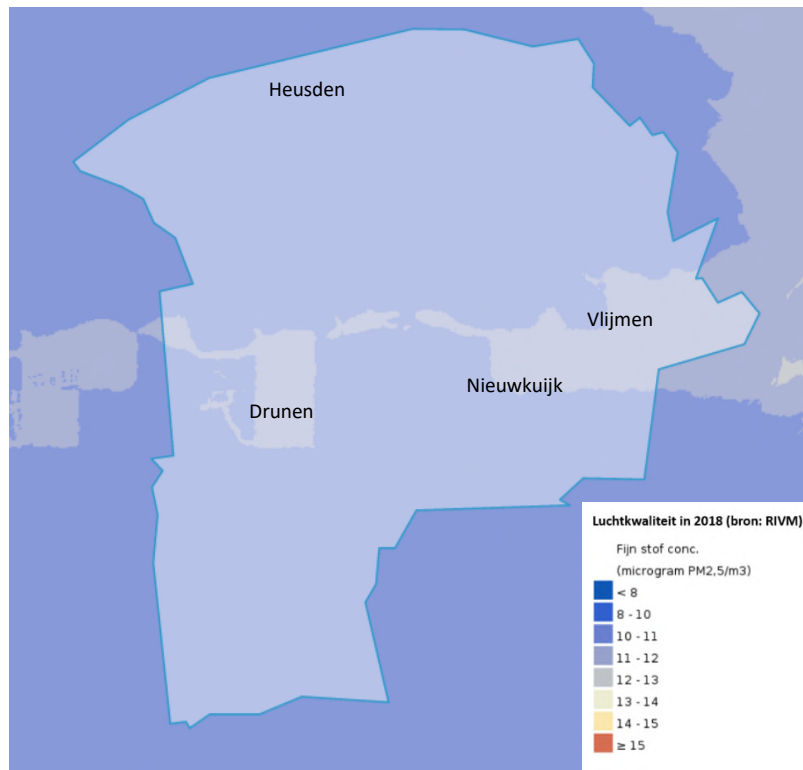 Heusden
Vlijmen
Nieuwkuijk
Drunen
Luchtkwaliteit in 2018 (bron: RIVM)
Fijn stof conc.
(microgram PM2,5/m3)
< 8
8 - 10
10 - 11
11 - 12
12 - 13
13 - 14
14 - 15
≥ 15